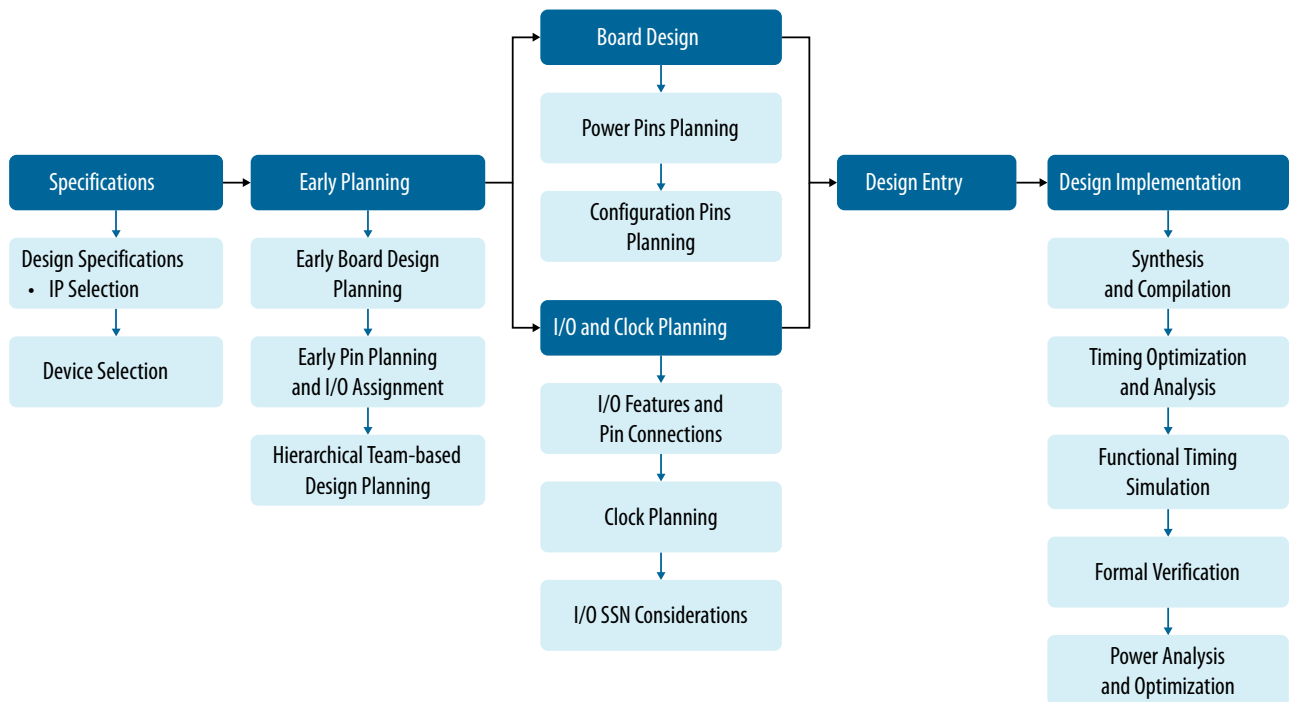 Specifications
Design Specifications
• IP Selection
Device Selection
Early Planning
Early Board Design
Planning
Early Pin Planning
and I/O Assignment
Hierarchical Team-based
Design Planning
Board Design
Power Pins Planning
Configuration Pins
Planning
I/O and Clock Planning
I/O Features and
Pin Connections
Clock Planning
I/O SSN Considerations
Design Entry
Design Implementation
Synthesis
and Compilation
Timing Optimization
and Analysis
Functional Timing
Simulation
Formal Verification
Power Analysis
and Optimization